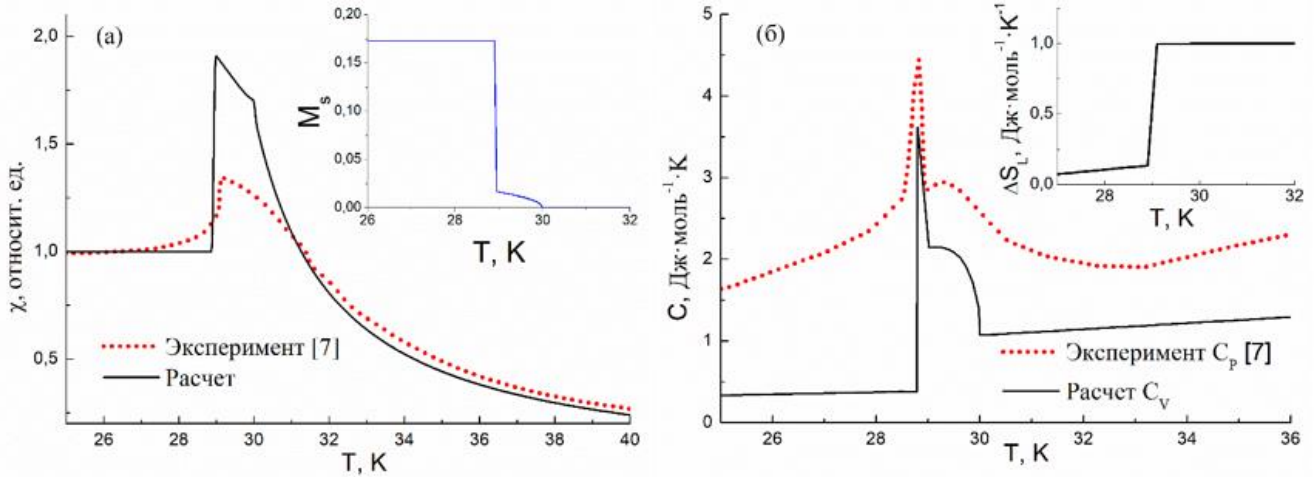 (а)
χ, относит. ед.
2,0
1,5
1,0
0,5
26 28 30 32 34 36 38 40
T, K
Эксперимент [7]
Расчет
M_s
0,20
0,15
0,10
0,05
0,00
26 28 30 32
T, K
(б)
C, Дж·моль⁻¹·K
5
4
3
2
1
0
26 28 30 32 34 36
T, K
Эксперимент C_P [7]
Расчет C_V
ΔS_L, Дж·моль⁻¹·K⁻¹
1,0
0,5
0,0
28 30 32
T, K